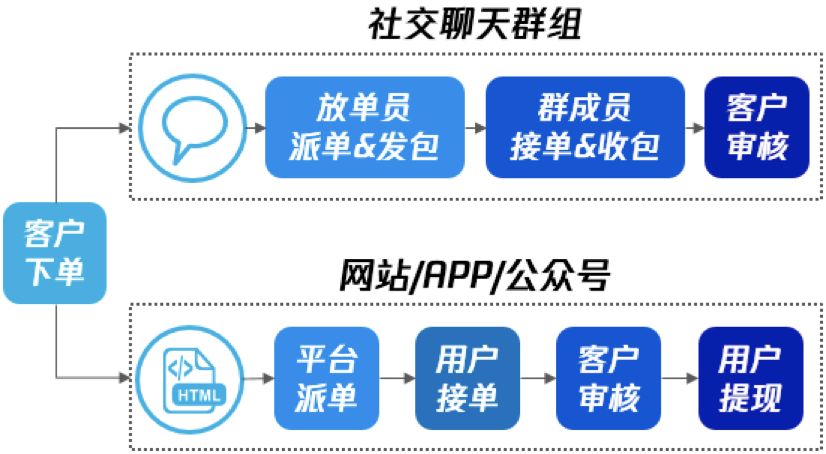 社交聊天群组
放单员
派单&发包
群成员
接单&收包
客户
审核
客户
下单
网站/APP/公众号
HTML
平台
派单
用户
接单
客户
审核
用户
提现